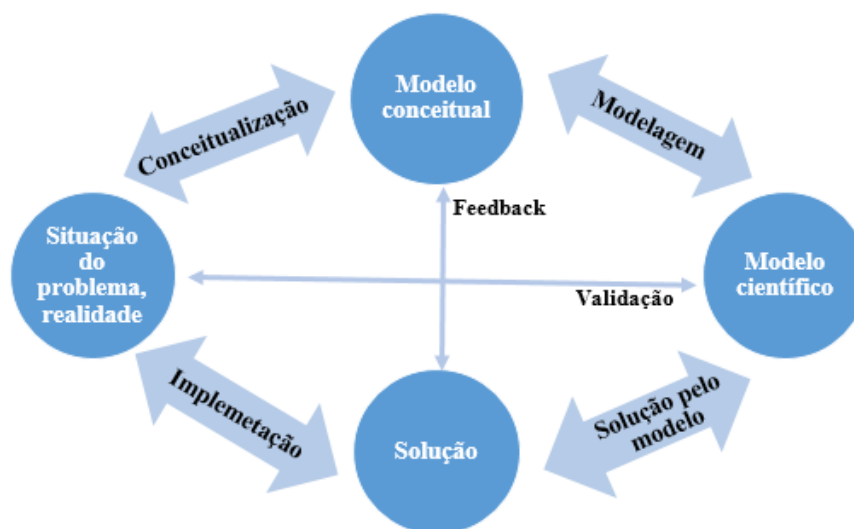 Modelo
conceitual
Conceitualização
Modelagem
Feedback
Situação
do
problema,
realidade
Validação
Modelo
científico
Implemetação
Solução
Solução pelo
modelo